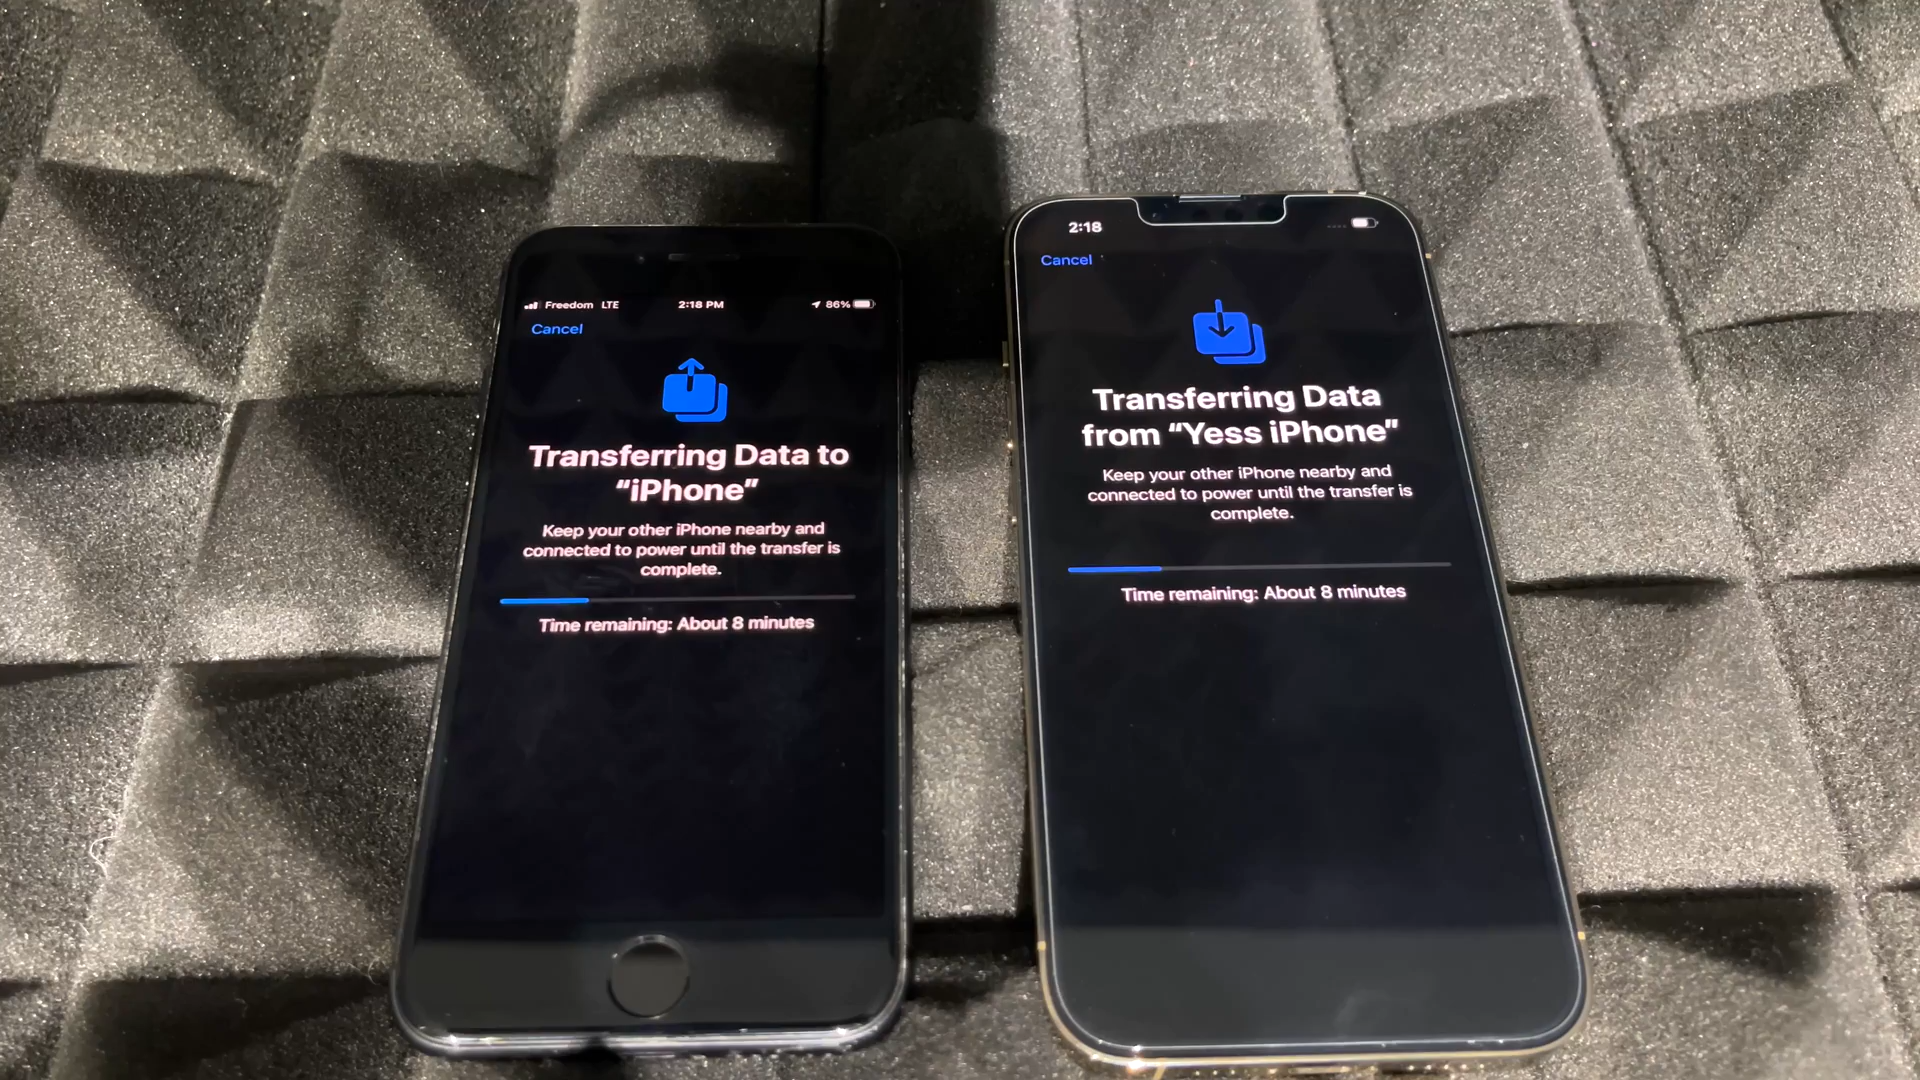 Freedom LTE 2:18 PM 86%
Cancel
Transferring Data to
“iPhone”
Keep your other iPhone nearby and
connected to power until the transfer is
complete.
Time remaining: About 8 minutes
2:18
Cancel
Transferring Data
from “Yess iPhone”
Keep your other iPhone nearby and
connected to power until the transfer is
complete.
Time remaining: About 8 minutes